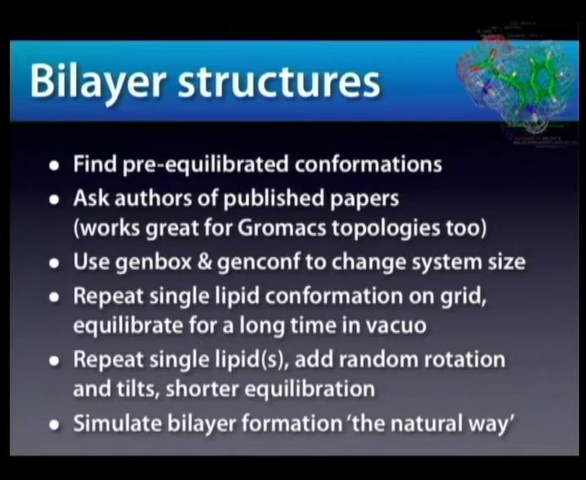 Bilayer structures
• Find pre-equilibrated conformations
• Ask authors of published papers
(works great for Gromacs topologies too)
• Use genbox & genconf to change system size
• Repeat single lipid conformation on grid,
equilibrate for a long time in vacuo
• Repeat single lipid(s), add random rotation
and tilts, shorter equilibration
• Simulate bilayer formation ‘the natural way’